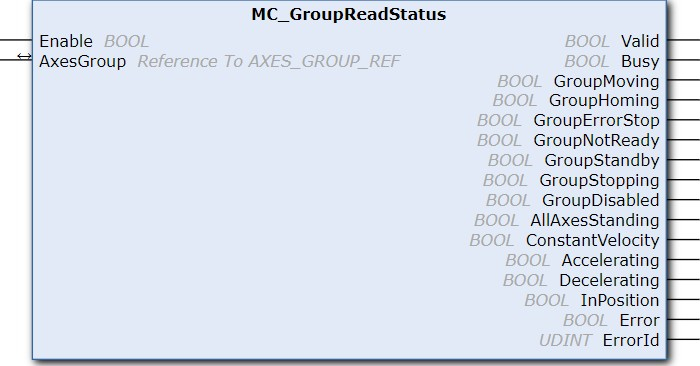 MC_GroupReadStatus
Enable BOOL BOOL Valid
AxesGroup Reference To AXES_GROUP_REF BOOL Busy
BOOL GroupMoving
BOOL GroupHoming
BOOL GroupErrorStop
BOOL GroupNotReady
BOOL GroupStandby
BOOL GroupStopping
BOOL GroupDisabled
BOOL AllAxesStanding
BOOL ConstantVelocity
BOOL Accelerating
BOOL Decelerating
BOOL InPosition
BOOL Error
UDINT ErrorId